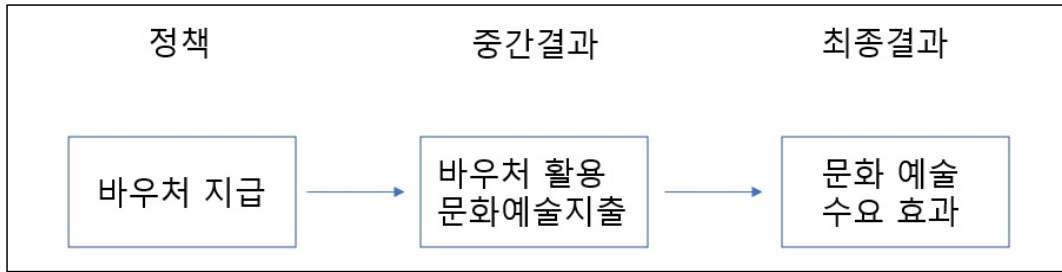 정책 중간결과 최종결과
바우처 지급
바우처 활용
문화예술지출
문화 예술
수요 효과